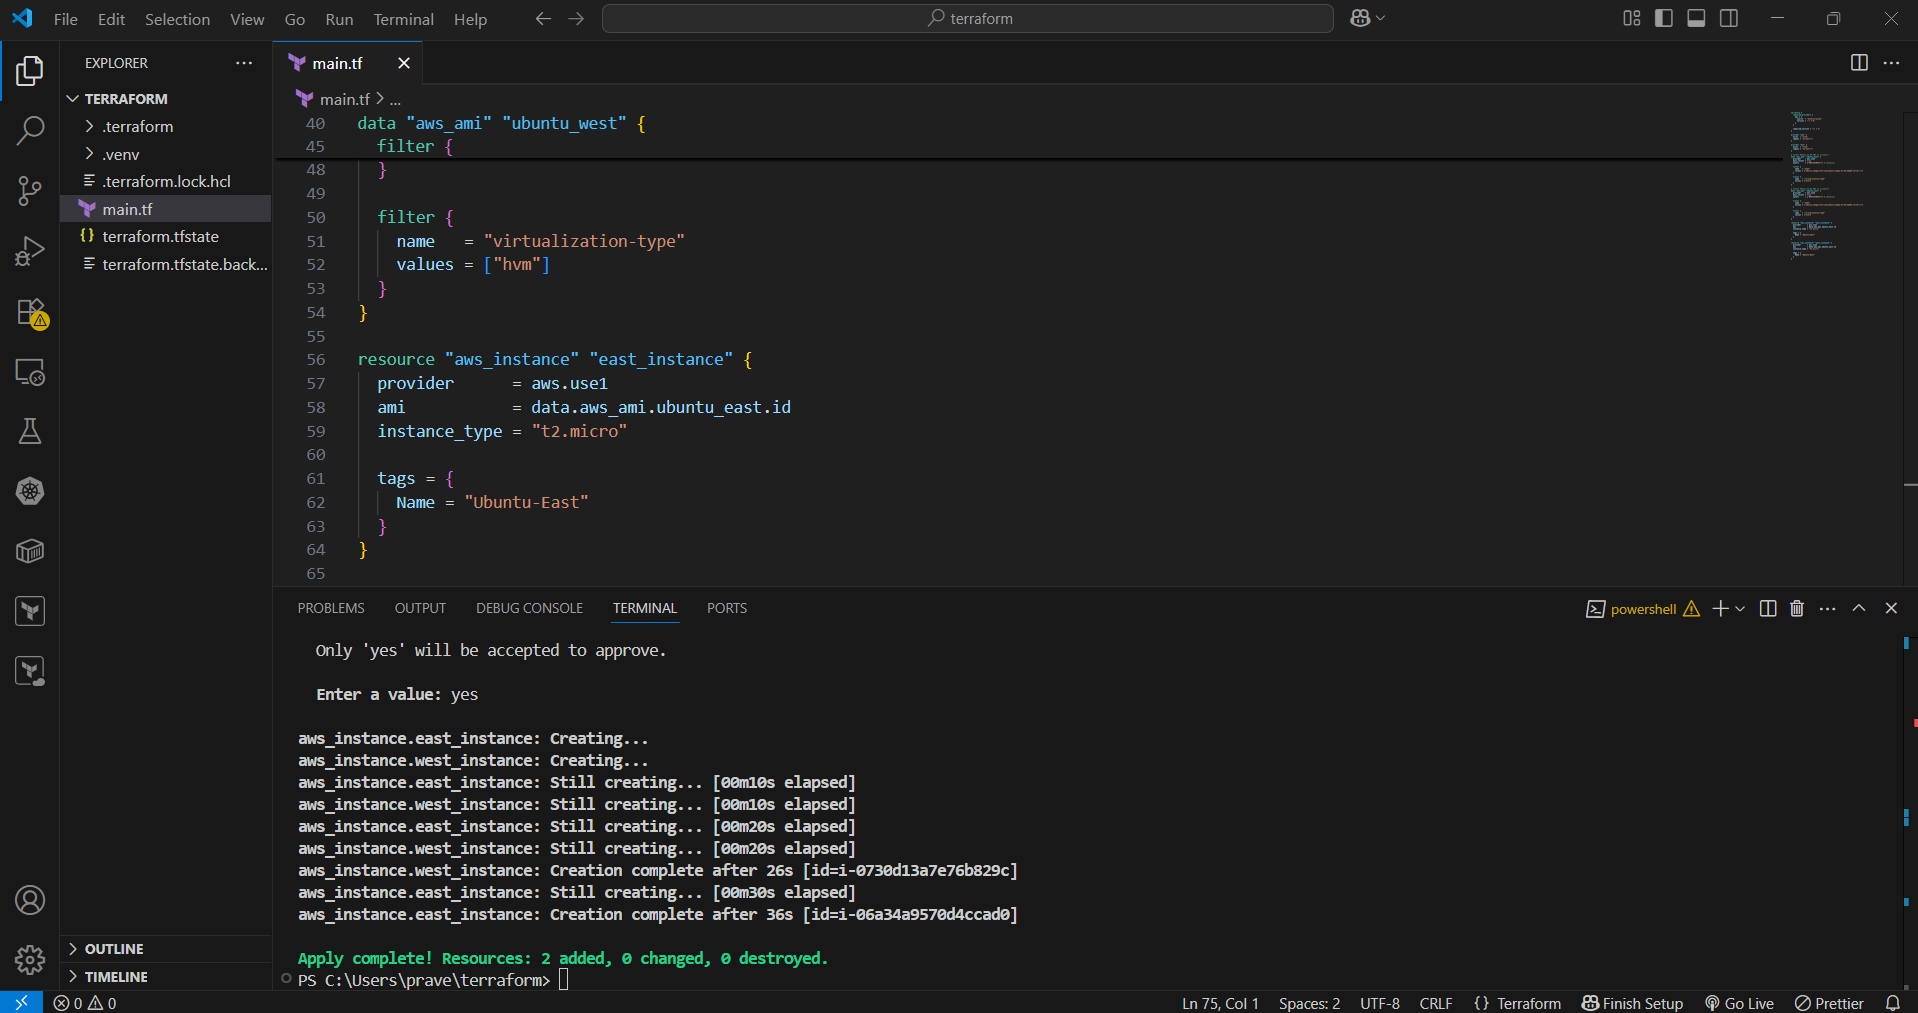 File Edit Selection View Go Run Terminal Help
terraform
EXPLORER
TERRAFORM
.terraform
.venv
.terraform.lock.hcl
main.tf
terraform.tfstate
terraform.tfstate.back...
OUTLINE
TIMELINE
main.tf
main.tf > ...
40 data "aws_ami" "ubuntu_west" {
45 filter {
48 }
49
50 filter {
51 name = "virtualization-type"
52 values = ["hvm"]
53 }
54 }
55
56 resource "aws_instance" "east_instance" {
57 provider = aws.use1
58 ami = data.aws_ami.ubuntu_east.id
59 instance_type = "t2.micro"
60
61 tags = {
62 Name = "Ubuntu-East"
63 }
64 }
65
PROBLEMS OUTPUT DEBUG CONSOLE TERMINAL PORTS
powershell
Only 'yes' will be accepted to approve.
Enter a value: yes
aws_instance.east_instance: Creating...
aws_instance.west_instance: Creating...
aws_instance.east_instance: Still creating... [00m10s elapsed]
aws_instance.west_instance: Still creating... [00m10s elapsed]
aws_instance.east_instance: Still creating... [00m20s elapsed]
aws_instance.west_instance: Still creating... [00m20s elapsed]
aws_instance.west_instance: Creation complete after 26s [id=i-0730d13a7e76b829c]
aws_instance.east_instance: Still creating... [00m30s elapsed]
aws_instance.east_instance: Creation complete after 36s [id=i-06a34a9570d4ccad0]
Apply complete! Resources: 2 added, 0 changed, 0 destroyed.
PS C:\Users\prave\terraform>
0 0
Ln 75, Col 1 Spaces: 2 UTF-8 CRLF {} Terraform Finish Setup Go Live Prettier